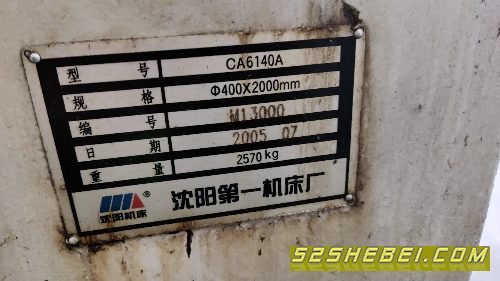 型 号 CA6140A
规 格 Φ400X2000mm
编 号 M13000
日 期 2005 07
重 量 2570kg
沈阳机床 ® 沈阳第一机床厂
52SHEBEI.COM